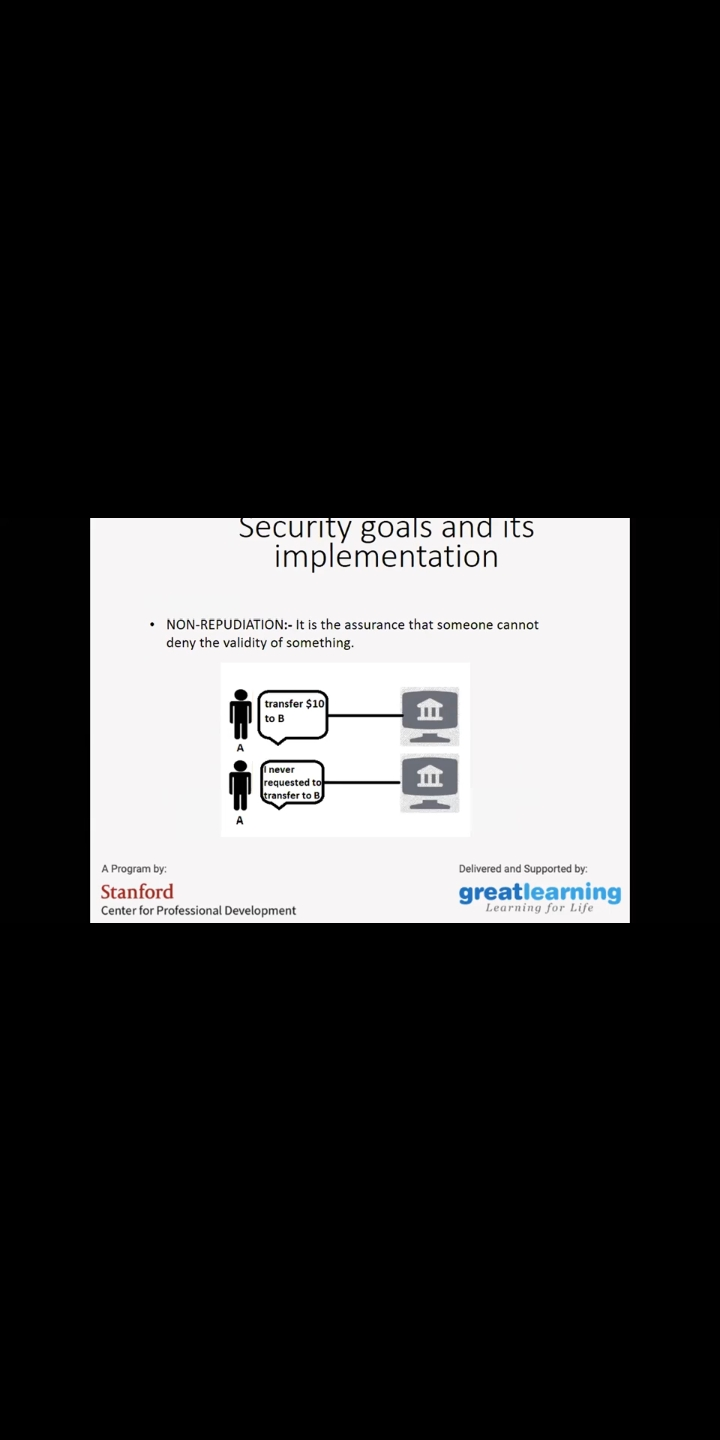 Security goals and its
implementation
• NON-REPUDIATION:- It is the assurance that someone cannot
deny the validity of something.
transfer $10
to B
A
I never
requested to
transfer to B
A
A Program by:
Stanford
Center for Professional Development
Delivered and Supported by:
greatlearning
Learning for Life